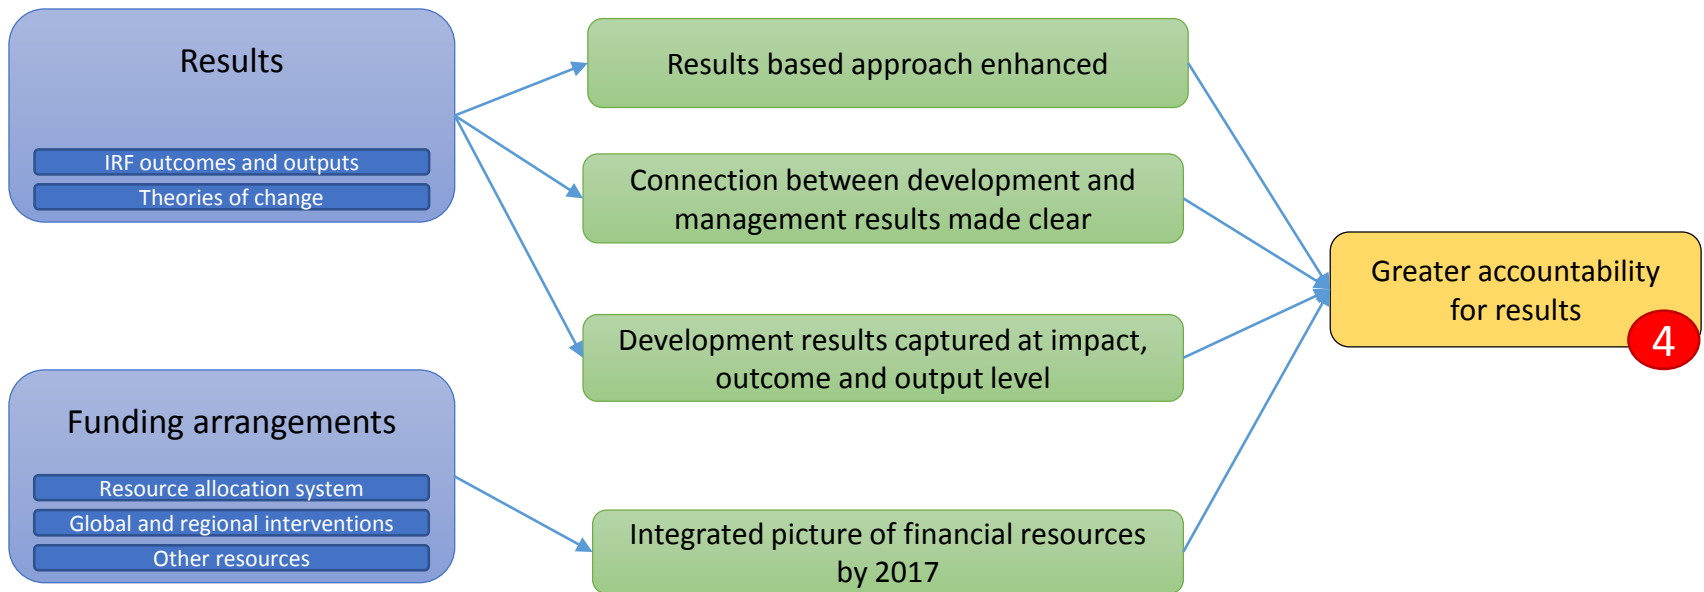 Results
IRF outcomes and outputs
Theories of change
Funding arrangements
Resource allocation system
Global and regional interventions
Other resources
Results based approach enhanced
Connection between development and
management results made clear
Development results captured at impact,
outcome and output level
Integrated picture of financial resources
by 2017
Greater accountability
for results
4